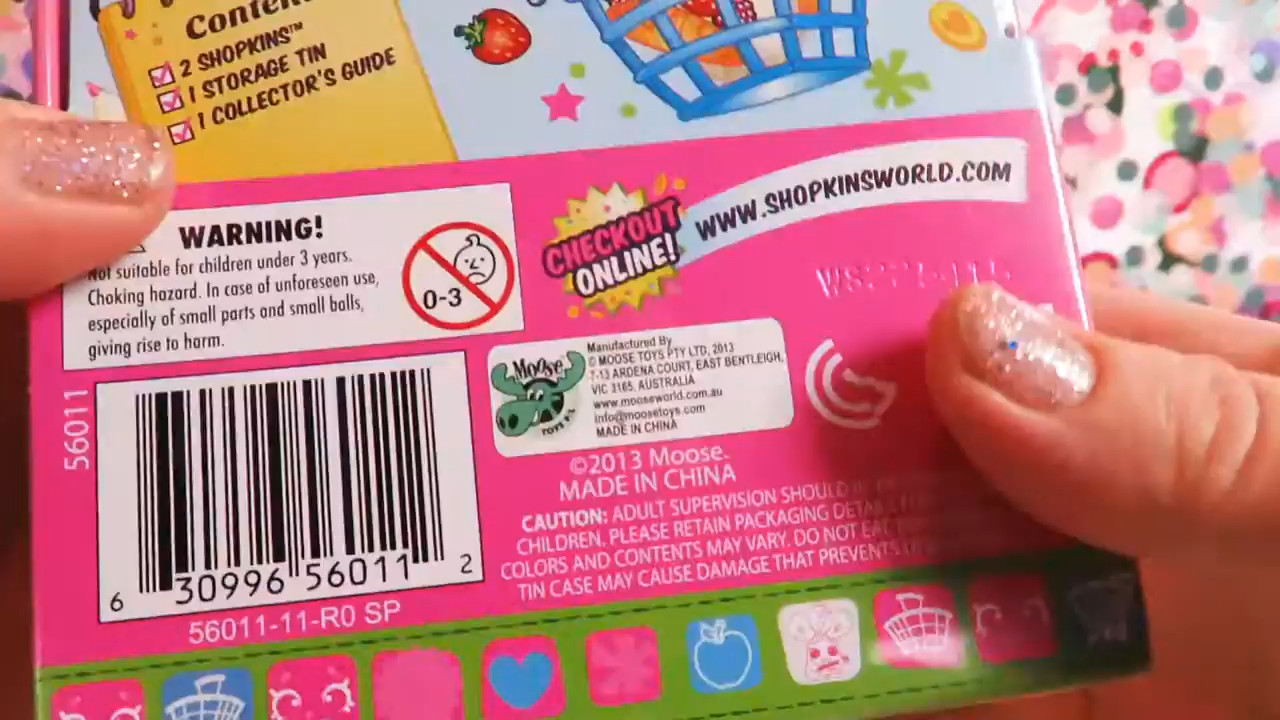 2 SHOPKINS™
1 STORAGE TIN
1 COLLECTOR'S GUIDE
WARNING!
Not suitable for children under 3 years.
Choking hazard. In case of unforeseen use,
especially of small parts and small balls,
giving rise to harm.
0-3
CHECKOUT
ONLINE!
WWW.SHOPKINSWORLD.COM
Moose
TOYS P/L
Manufactured By
© MOOSE TOYS PTY LTD, 2013
7-13 ARDENA COURT, EAST BENTLEIGH,
VIC 3165, AUSTRALIA
www.mooseworld.com.au
info@moosetoys.com
MADE IN CHINA
©2013 Moose.
MADE IN CHINA
CAUTION: ADULT SUPERVISION SHOULD
CHILDREN, PLEASE RETAIN PACKAGING
COLORS AND CONTENTS MAY VARY. DO NOT EAT
TIN CASE MAY CAUSE DAMAGE THAT PREVENTS
56011
6 30996 56011 2
56011-11-R0 SP